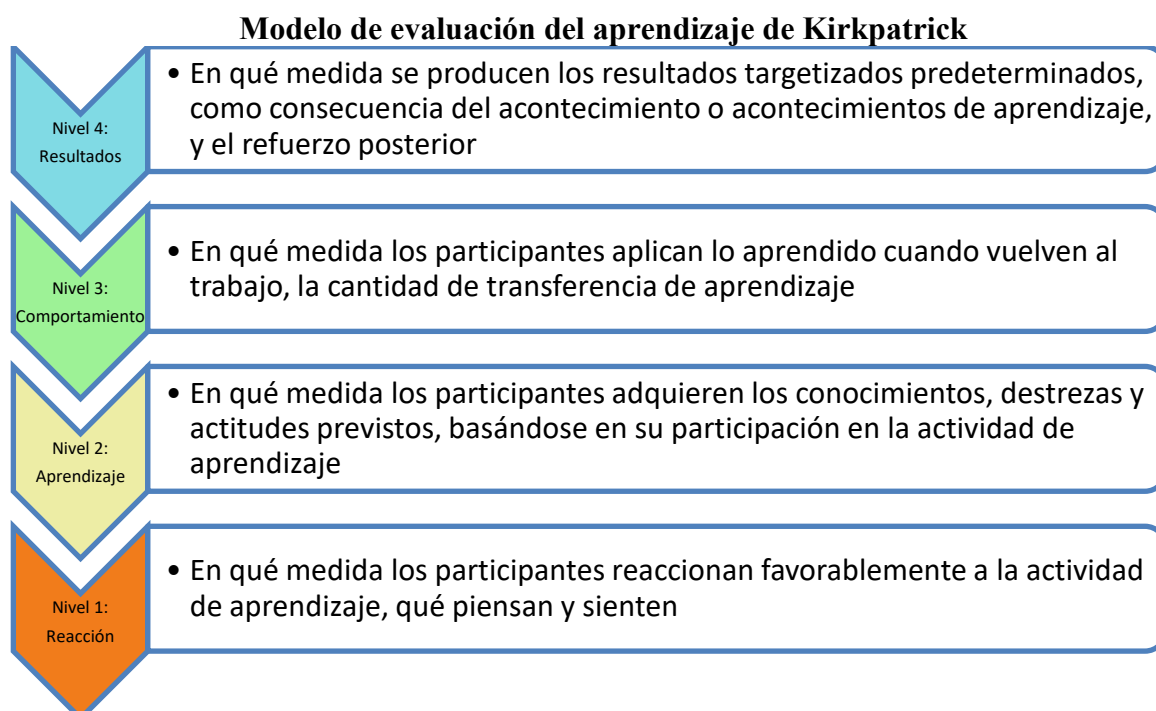 Modelo de evaluación del aprendizaje de Kirkpatrick
Nivel 4:
Resultados
• En qué medida se producen los resultados targetizados predeterminados,
como consecuencia del acontecimiento o acontecimientos de aprendizaje,
y el refuerzo posterior
Nivel 3:
Comportamiento
• En qué medida los participantes aplican lo aprendido cuando vuelven al
trabajo, la cantidad de transferencia de aprendizaje
Nivel 2:
Aprendizaje
• En qué medida los participantes adquieren los conocimientos, destrezas y
actitudes previstos, basándose en su participación en la actividad de
aprendizaje
Nivel 1:
Reacción
• En qué medida los participantes reaccionan favorablemente a la actividad
de aprendizaje, qué piensan y sienten